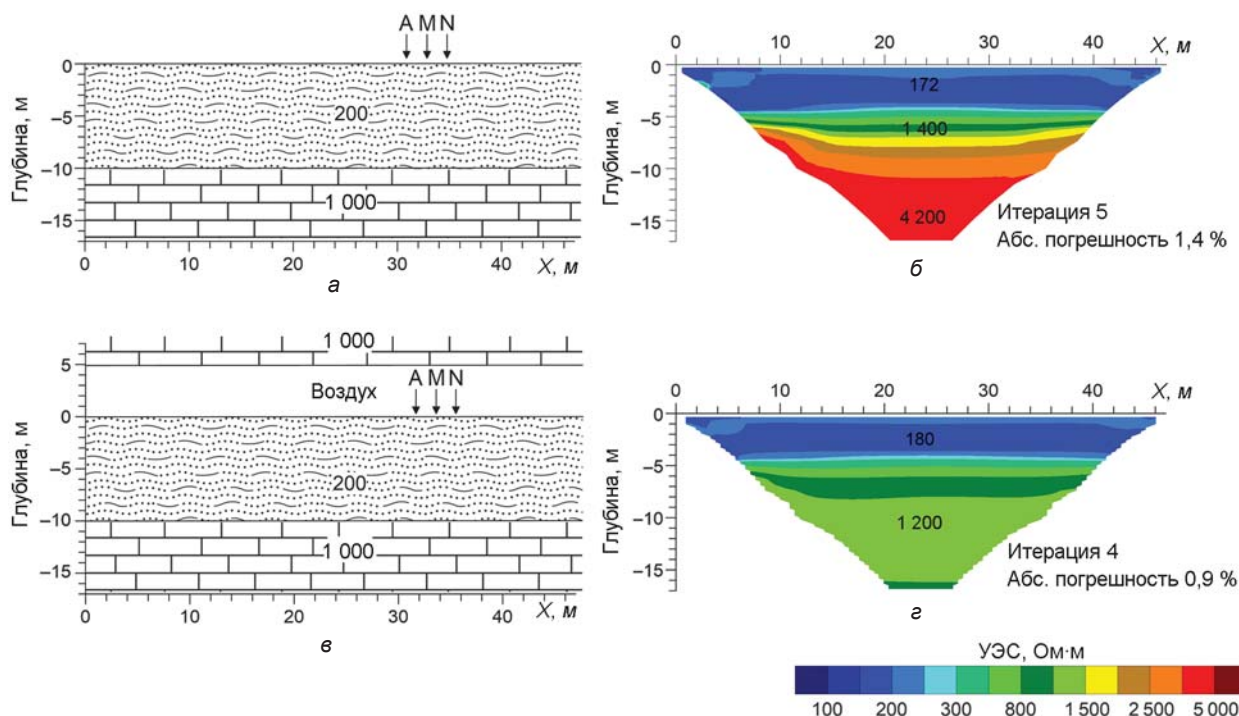 A M N
0
−5
−10
−15
Глубина, м
200
1 000
0 10 20 30 40 X, м
а
0 10 20 30 40 X, м
0
−5
−10
−15
Глубина, м
172
1 400
4 200
Итерация 5
Абс. погрешность 1,4 %
б
1 000
5
0
−5
−10
−15
Глубина, м
Воздух
A M N
200
1 000
0 10 20 30 40 X, м
в
0 10 20 30 40 X, м
0
−5
−10
−15
Глубина, м
180
1 200
Итерация 4
Абс. погрешность 0,9 %
г
УЭС, Ом·м
100 200 300 800 1 500 2 500 5 000